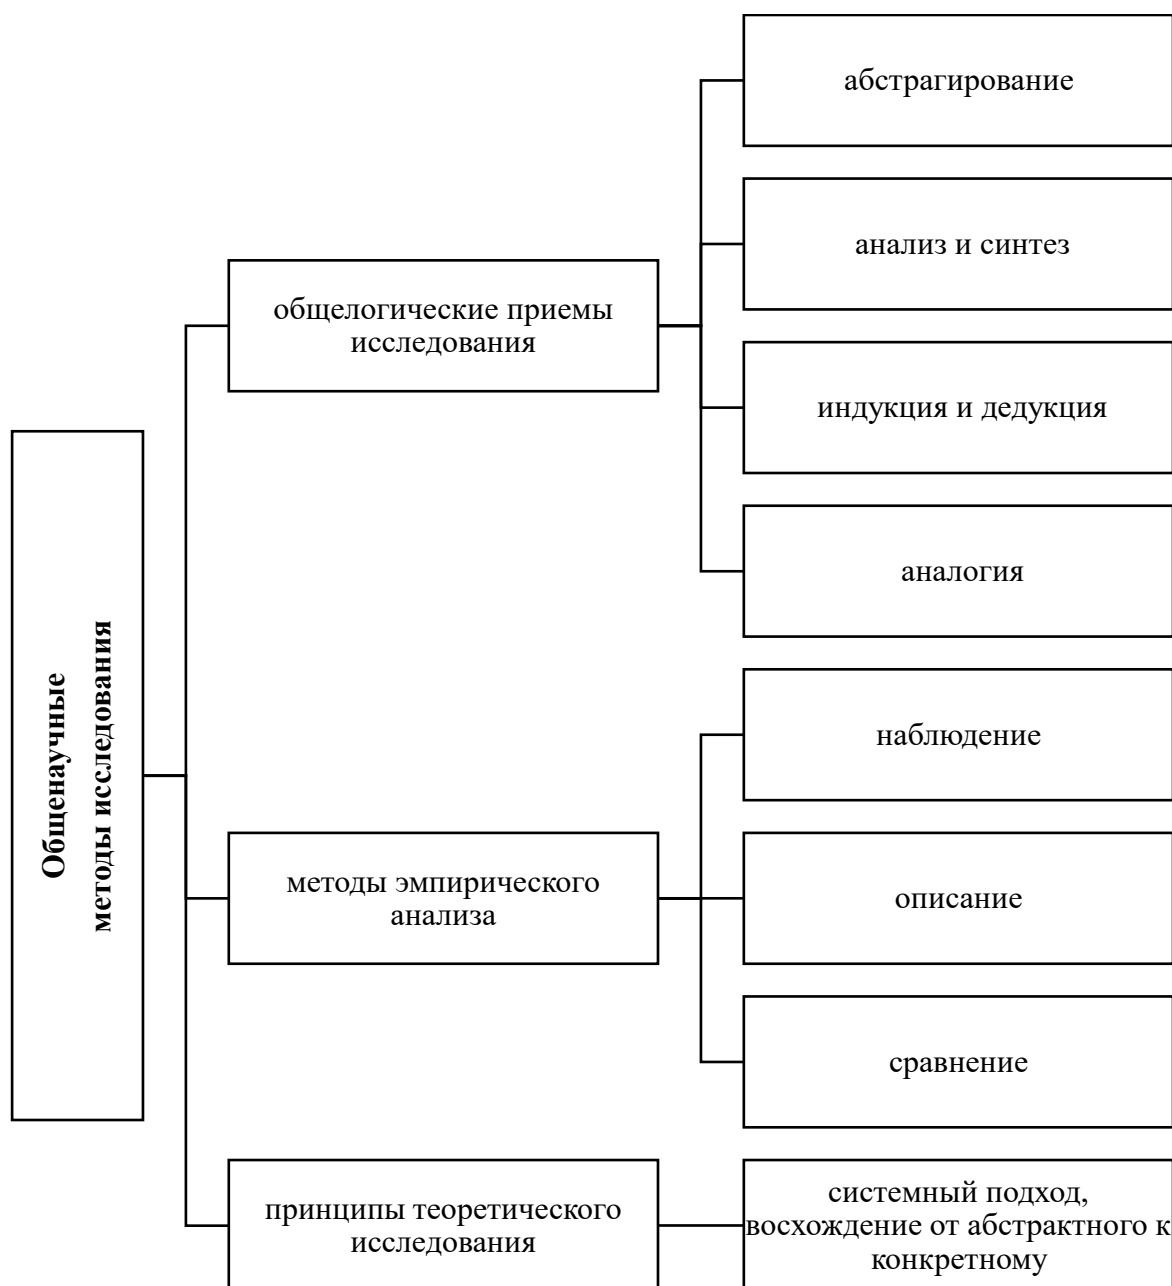 Общенаучные
методы исследования
общелогические приемы
исследования
абстрагирование
анализ и синтез
индукция и дедукция
аналогия
методы эмпирического
анализа
наблюдение
описание
сравнение
принципы теоретического
исследования
системный подход,
восхождение от абстрактного к
конкретному